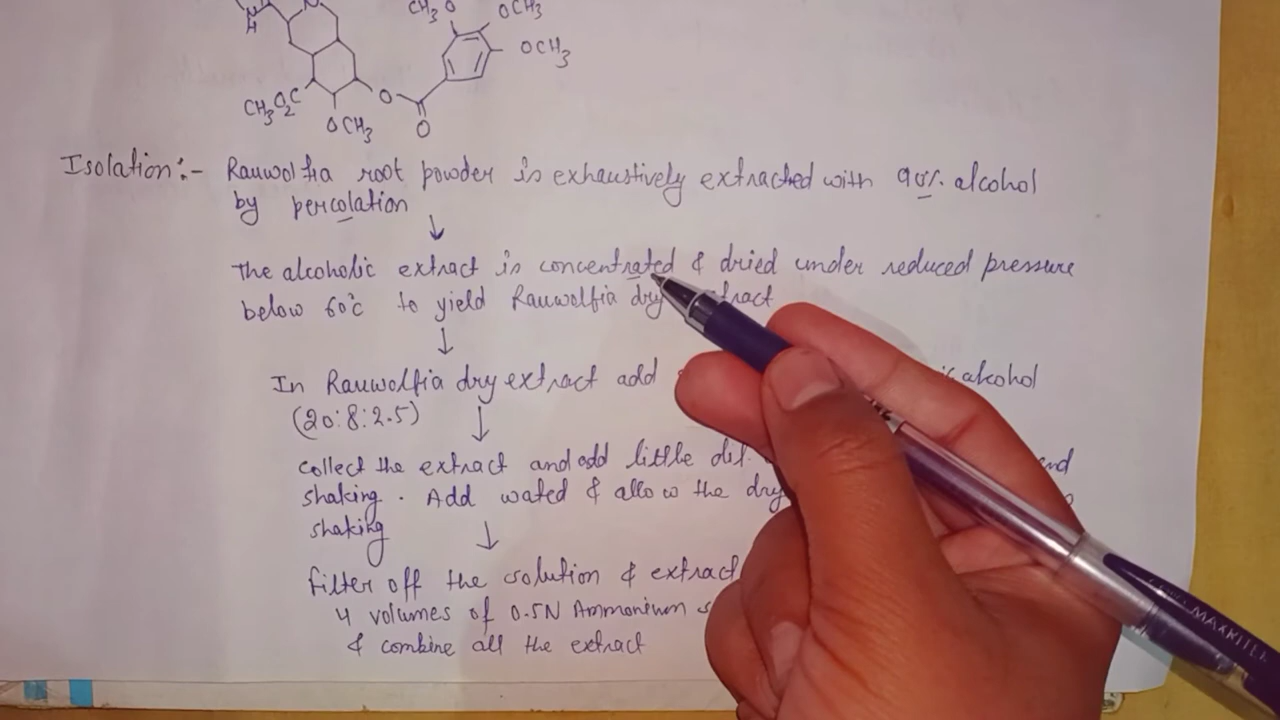 N
H
CH₃O
OCH₃
OCH₃
CH₃O₂C
O
OCH₃
O
Isolation:- Rauwolfia root powder is exhaustively extracted with 90% alcohol
by percolation
↓
The alcoholic extract is concentrated & dried under reduced pressure
below 60°c to yield Rauwolfia dry extract
↓
In Rauwolfia dry extract add alcohol
(20:8:2.5) ↓
collect the extract and add little dil.
shaking. Add wated & allow the dry
shaking ↓
filter off the solution & extract
4 volumes of 0.5N Ammonium
& combine all the extract